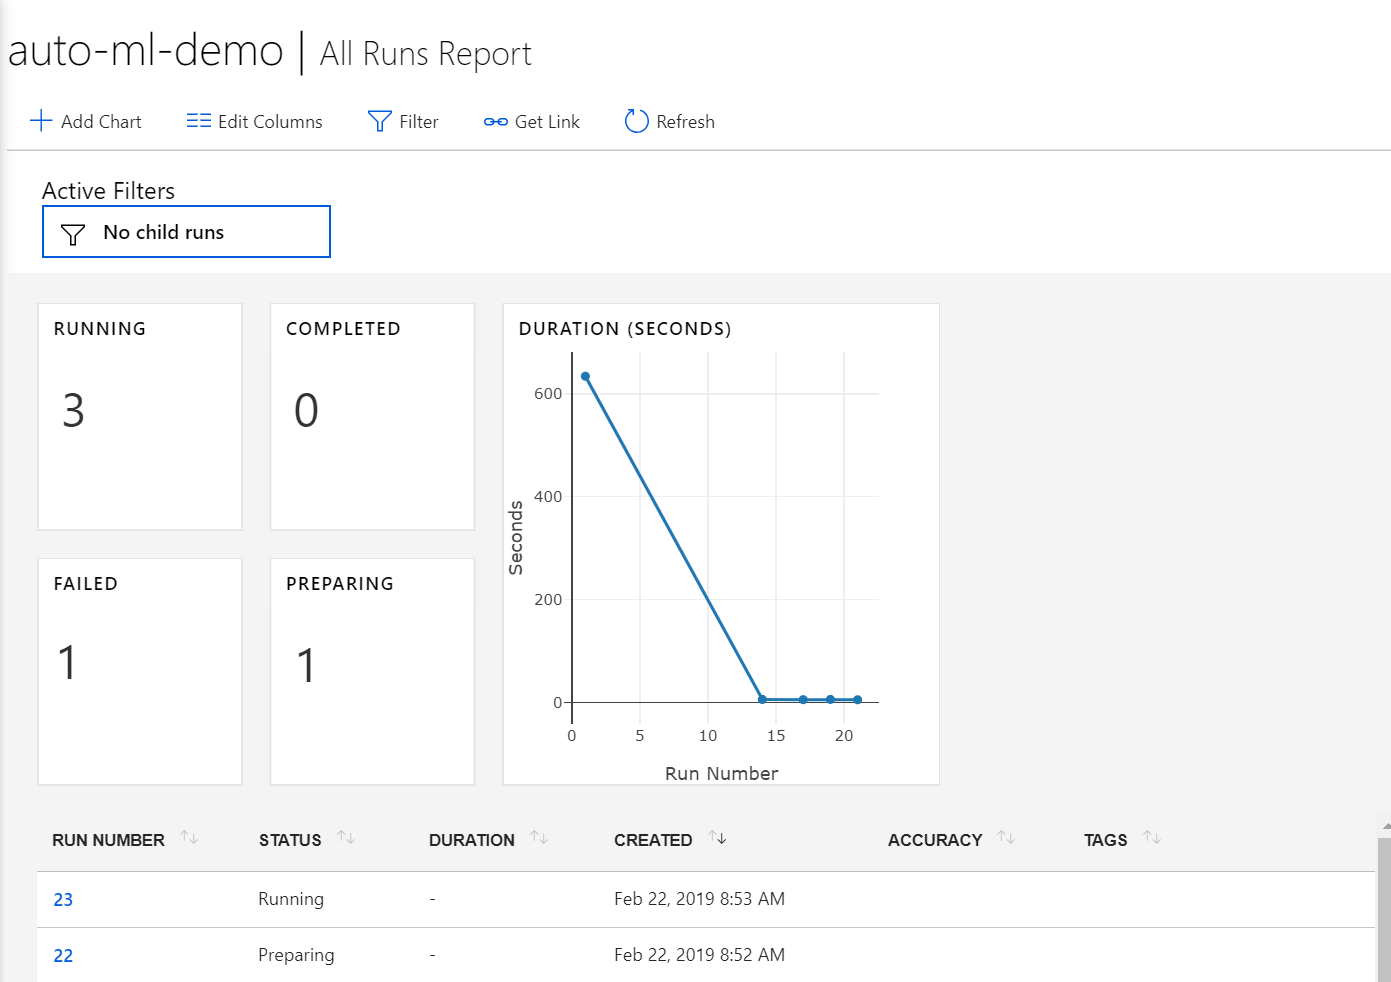 auto-ml-demo | All Runs Report
Add Chart Edit Columns Filter Get Link Refresh
Active Filters
No child runs
RUNNING
3
COMPLETED
0
FAILED
1
PREPARING
1
DURATION (SECONDS)
600
400
200
0
Seconds
0 5 10 15 20
Run Number
RUN NUMBER STATUS DURATION CREATED ACCURACY TAGS
23 Running - Feb 22, 2019 8:53 AM
22 Preparing - Feb 22, 2019 8:52 AM